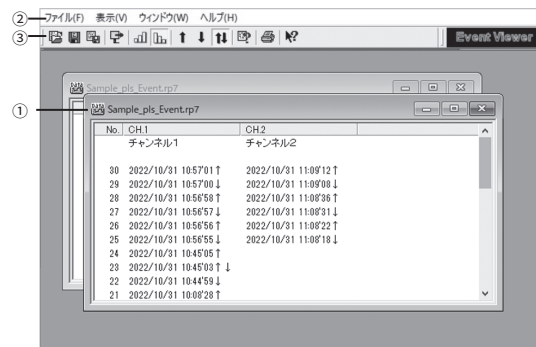 ② ファイル(F) 表示(V) ウィンドウ(W) ヘルプ(H)
③ Event Viewer
Sample_pls_Event.rp7
① Sample_pls_Event.rp7
No. CH.1 CH.2
チャンネル1 チャンネル2
30 2022/10/31 10:57'01↑ 2022/10/31 11:09'12↑
29 2022/10/31 10:57'00↓ 2022/10/31 11:09'08↓
28 2022/10/31 10:56'58↑ 2022/10/31 11:08'36↑
27 2022/10/31 10:56'57↓ 2022/10/31 11:08'31↓
26 2022/10/31 10:56'56↑ 2022/10/31 11:08'22↑
25 2022/10/31 10:56'55↓ 2022/10/31 11:08'18↓
24 2022/10/31 10:45'05↑
23 2022/10/31 10:45'03↑↓
22 2022/10/31 10:44'59↓
21 2022/10/31 10:08'28↑